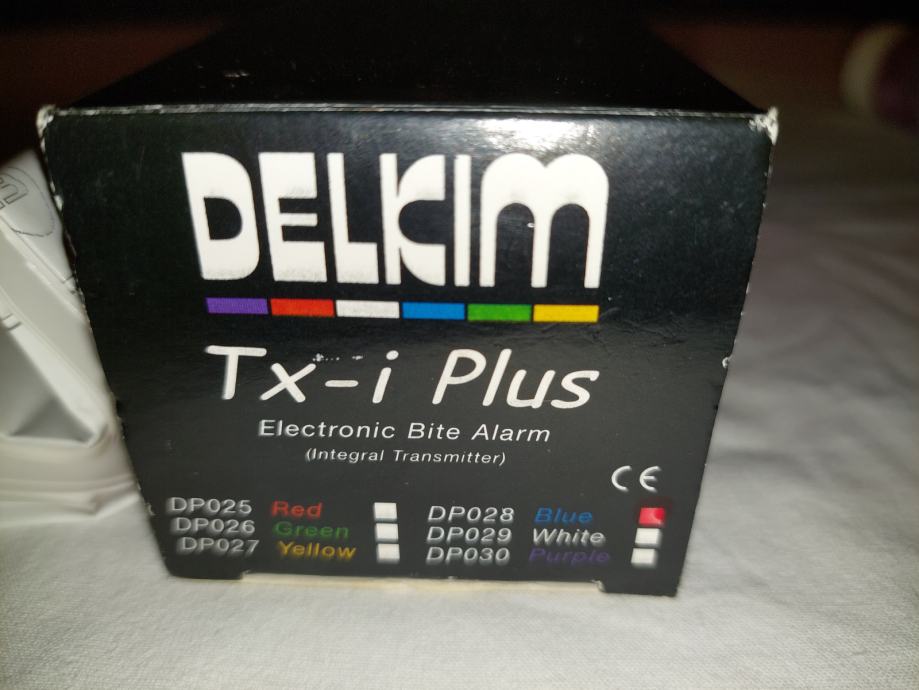 DELKIM
Tx-i Plus
Electronic Bite Alarm
(Integral Transmitter)
CE
DP025 Red DP028 Blue
DP026 Green DP029 White
DP027 Yellow DP030 Purple